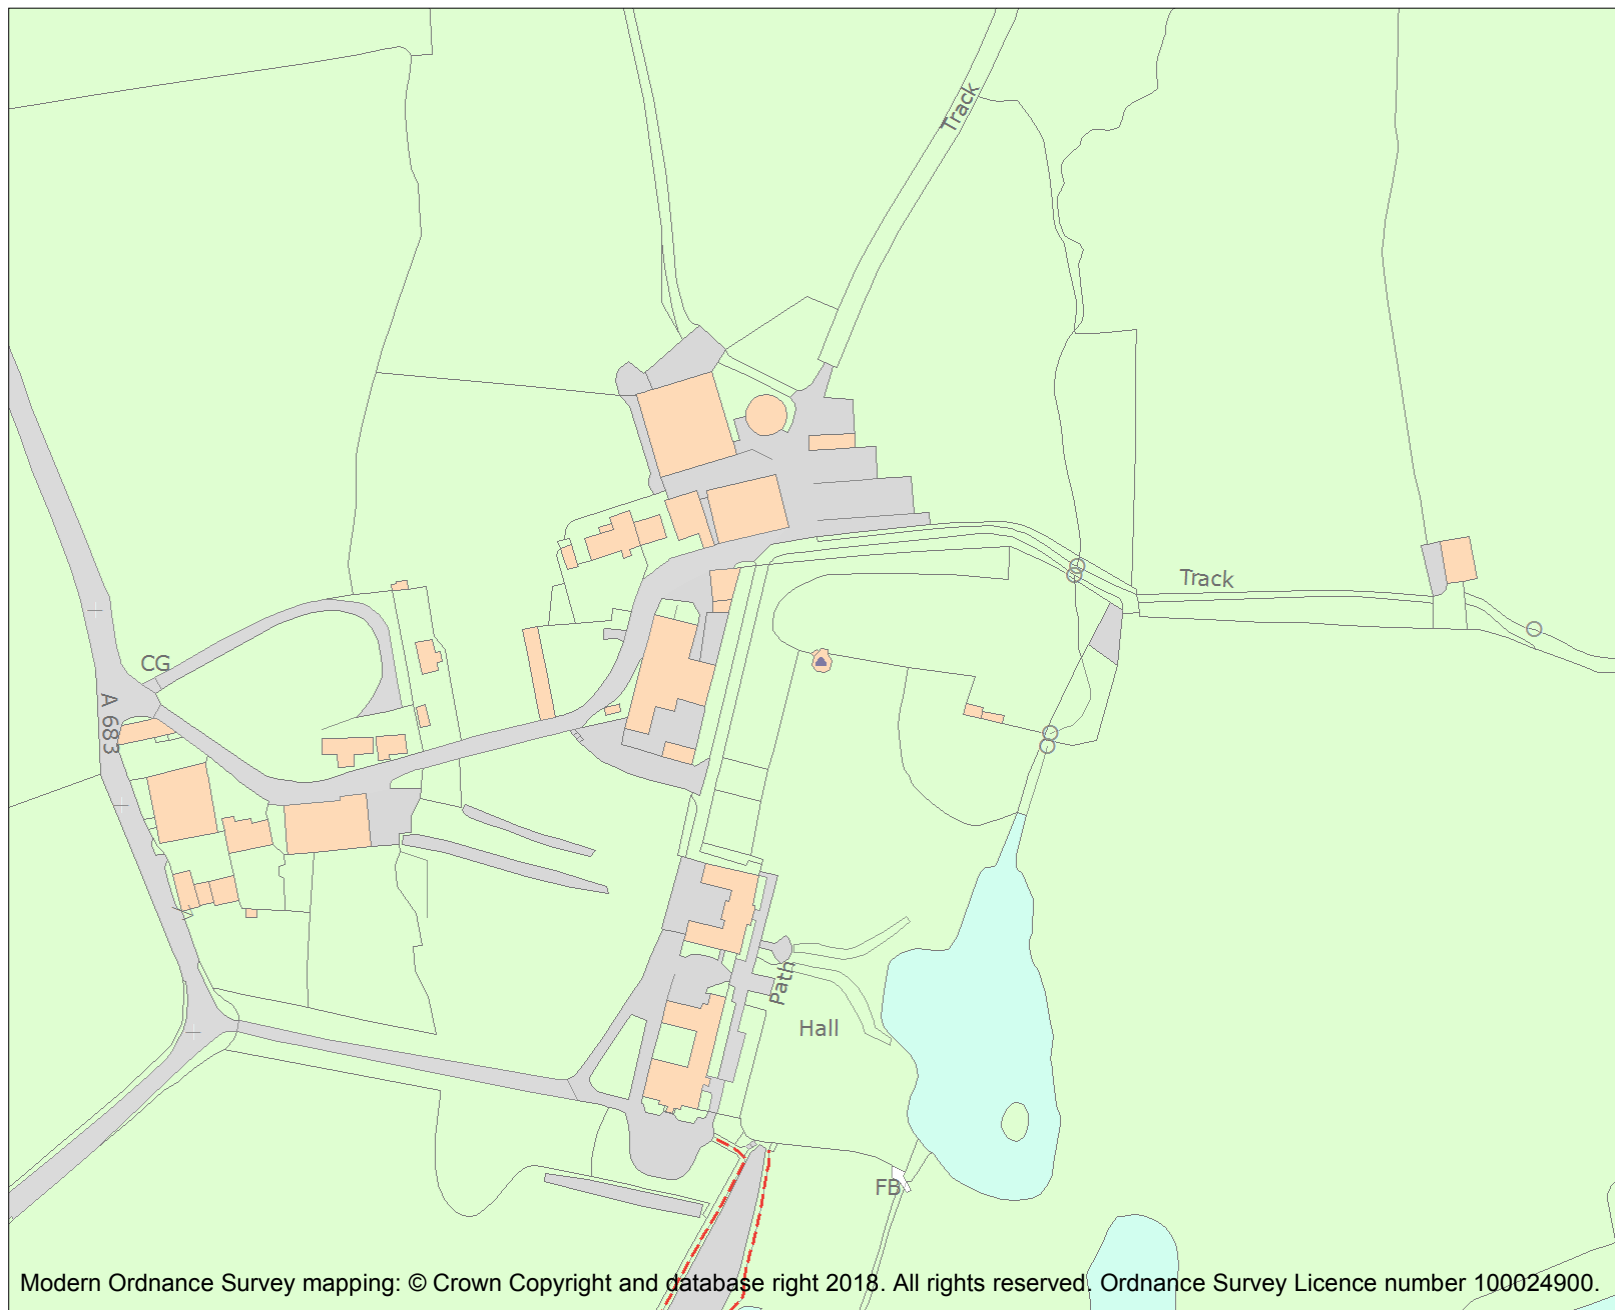 Track
Track
CG
A 683
Path
Hall
FB
Modern Ordnance Survey mapping: © Crown Copyright and database right 2018. All rights reserved. Ordnance Survey Licence number 100024900.